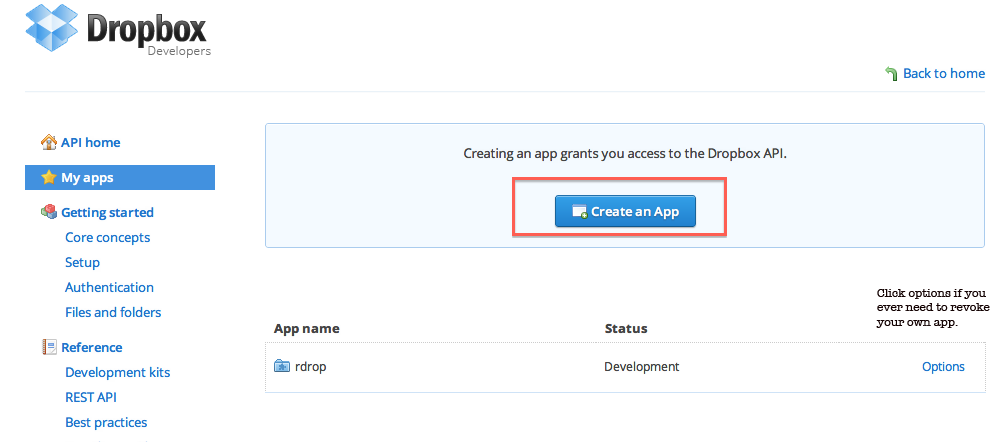 Dropbox
Developers
Back to home
API home
My apps
Getting started
Core concepts
Setup
Authentication
Files and folders
Reference
Development kits
REST API
Best practices
Creating an app grants you access to the Dropbox API.
Create an App
Click options if you
ever need to revoke
your own app.
App name Status
rdrop Development Options